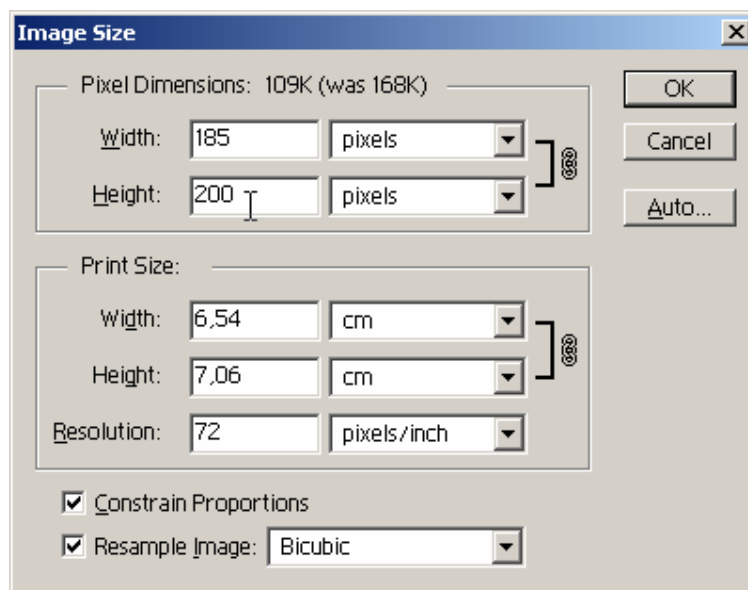 Image Size
Pixel Dimensions: 109K (was 168K)
OK
Width: 185 pixels
Cancel
Height: 200 pixels
Auto...
Print Size:
Width: 6,54 cm
Height: 7,06 cm
Resolution: 72 pixels/inch
Constrain Proportions
Resample Image: Bicubic